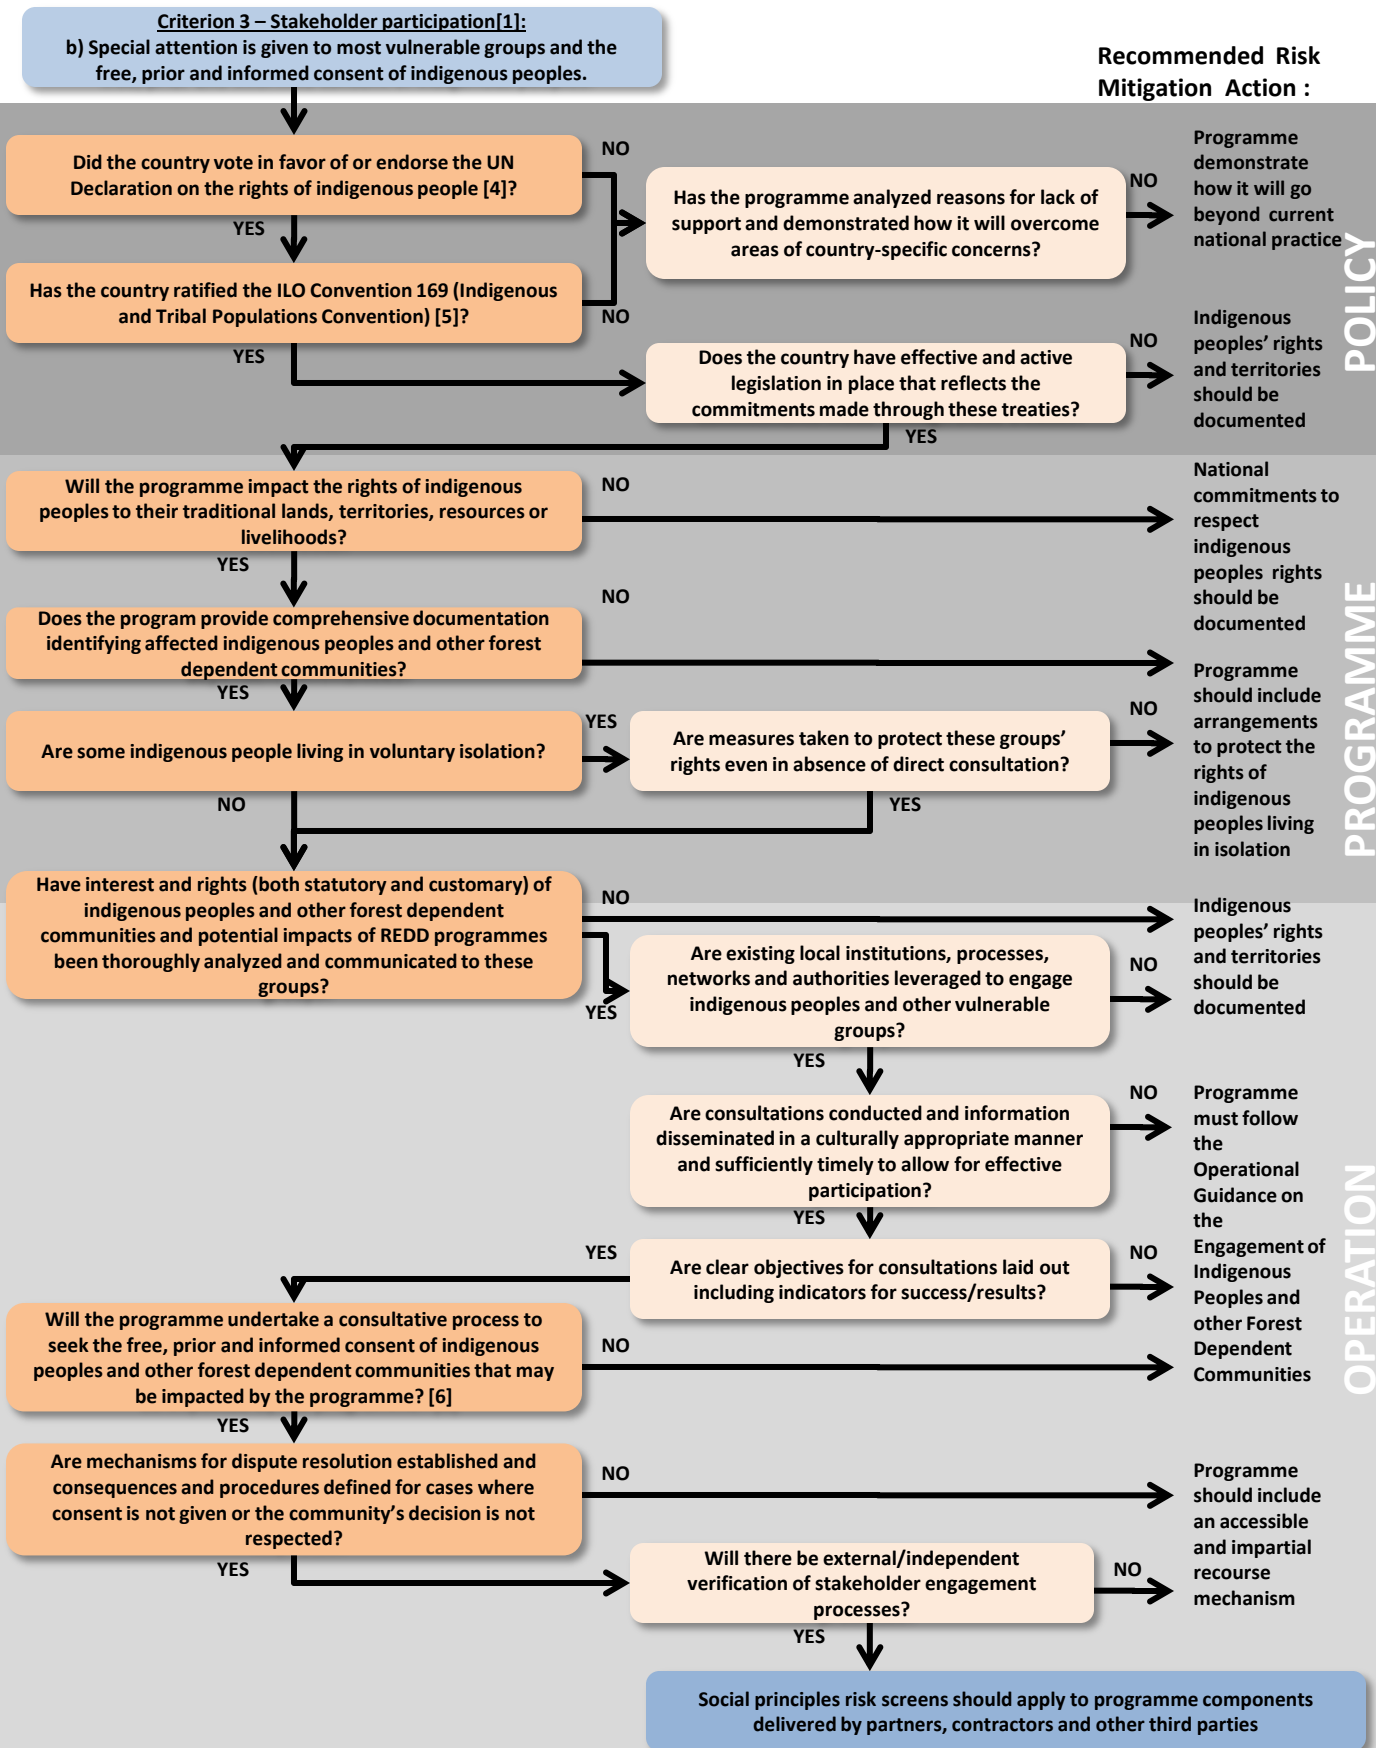 Criterion 3 – Stakeholder participation[1]:
b) Special attention is given to most vulnerable groups and the
free, prior and informed consent of indigenous peoples.
Recommended Risk
Mitigation Action :
Did the country vote in favor of or endorse the UN
Declaration on the rights of indigenous people [4]?
NO
YES
Has the programme analyzed reasons for lack of
support and demonstrated how it will overcome
areas of country-specific concerns?
NO
Programme
demonstrate
how it will go
beyond current
national practice
POLICY
Has the country ratified the ILO Convention 169 (Indigenous
and Tribal Populations Convention) [5]?
NO
YES
Does the country have effective and active
legislation in place that reflects the
commitments made through these treaties?
NO
YES
Indigenous
peoples’ rights
and territories
should be
documented
Will the programme impact the rights of indigenous
peoples to their traditional lands, territories, resources or
livelihoods?
NO
YES
National
commitments to
respect
indigenous
peoples rights
should be
documented
PROGRAMME
Does the program provide comprehensive documentation
identifying affected indigenous peoples and other forest
dependent communities?
NO
YES
Are some indigenous people living in voluntary isolation?
YES
NO
Are measures taken to protect these groups’
rights even in absence of direct consultation?
NO
YES
Programme
should include
arrangements
to protect the
rights of
indigenous
peoples living
in isolation
Have interest and rights (both statutory and customary) of
indigenous peoples and other forest dependent
communities and potential impacts of REDD programmes
been thoroughly analyzed and communicated to these
groups?
NO
YES
Are existing local institutions, processes,
networks and authorities leveraged to engage
indigenous peoples and other vulnerable
groups?
NO
YES
Indigenous
peoples’ rights
and territories
should be
documented
Are consultations conducted and information
disseminated in a culturally appropriate manner
and sufficiently timely to allow for effective
participation?
NO
YES
Are clear objectives for consultations laid out
including indicators for success/results?
YES
NO
Programme
must follow
the
Operational
Guidance on
the
Engagement of
Indigenous
Peoples and
other Forest
Dependent
Communities
OPERATION
Will the programme undertake a consultative process to
seek the free, prior and informed consent of indigenous
peoples and other forest dependent communities that may
be impacted by the programme? [6]
NO
YES
Are mechanisms for dispute resolution established and
consequences and procedures defined for cases where
consent is not given or the community’s decision is not
respected?
NO
YES
Will there be external/independent
verification of stakeholder engagement
processes?
NO
YES
Programme
should include
an accessible
and impartial
recourse
mechanism
Social principles risk screens should apply to programme components
delivered by partners, contractors and other third parties